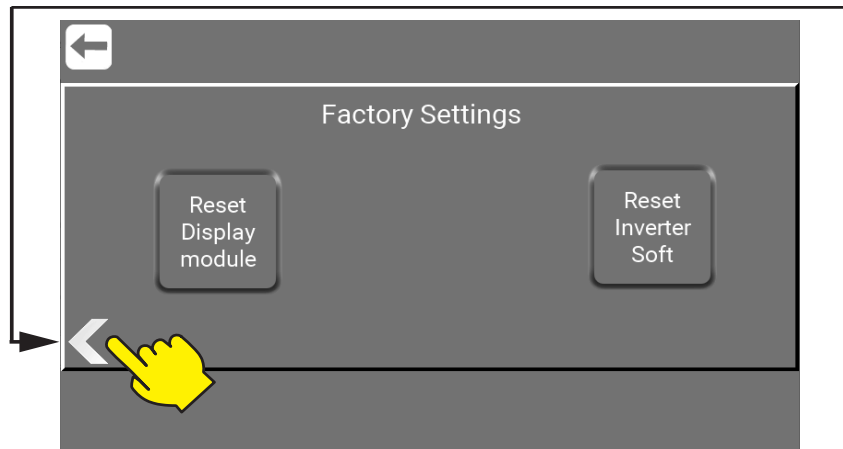 Factory Settings
Reset
Display
module
Reset
Inverter
Soft